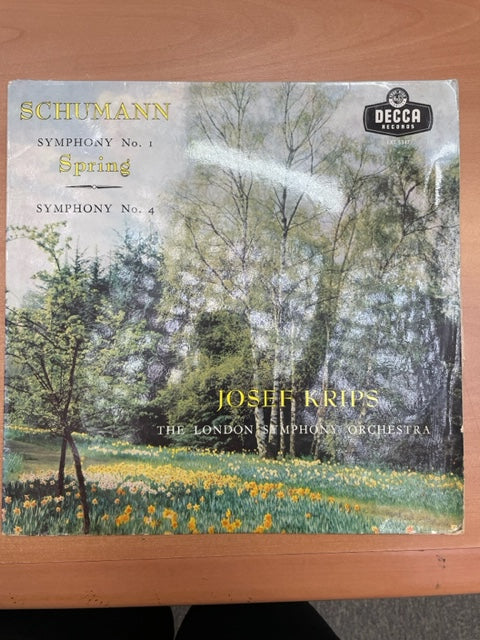 SCHUMANN
SYMPHONY No. 1
Spring
SYMPHONY No. 4
DECCA
RECORDS
JOSEF KRIPS
THE LONDON SYMPHONY ORCHESTRA